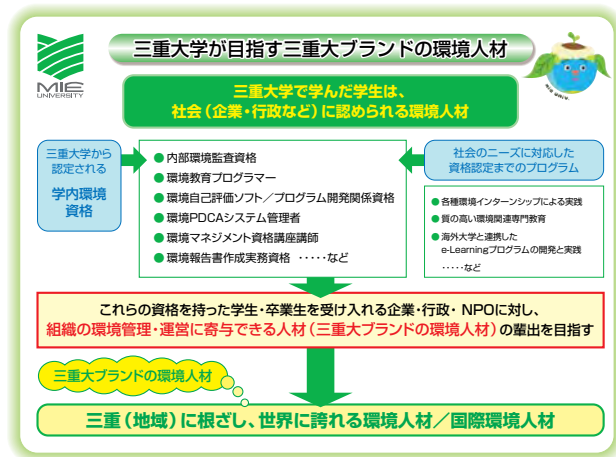 三重大学が目指す三重大ブランドの環境人材
MIE
UNIVERSITY
三重大学で学んだ学生は、
社会（企業・行政など）に認められる環境人材
三重大学から
認定される
学内環境
資格
●内部環境監査資格
●環境教育プログラマー
●環境自己評価ソフト／プログラム開発関係資格
●環境PDCAシステム管理者
●環境マネジメント資格講座講師
●環境報告書作成実務資格 ‥‥‥など
社会のニーズに対応した
資格認定までのプログラム
●各種環境インターンシップによる実践
●質の高い環境関連専門教育
●海外大学と連携した
e-Learningプログラムの開発と実践
‥‥‥など
これらの資格を持った学生・卒業生を受け入れる企業・行政・NPOに対し、
組織の環境管理・運営に寄与できる人材（三重大ブランドの環境人材）の輩出を目指す
三重大ブランドの環境人材
三重（地域）に根ざし、世界に誇れる環境人材／国際環境人材